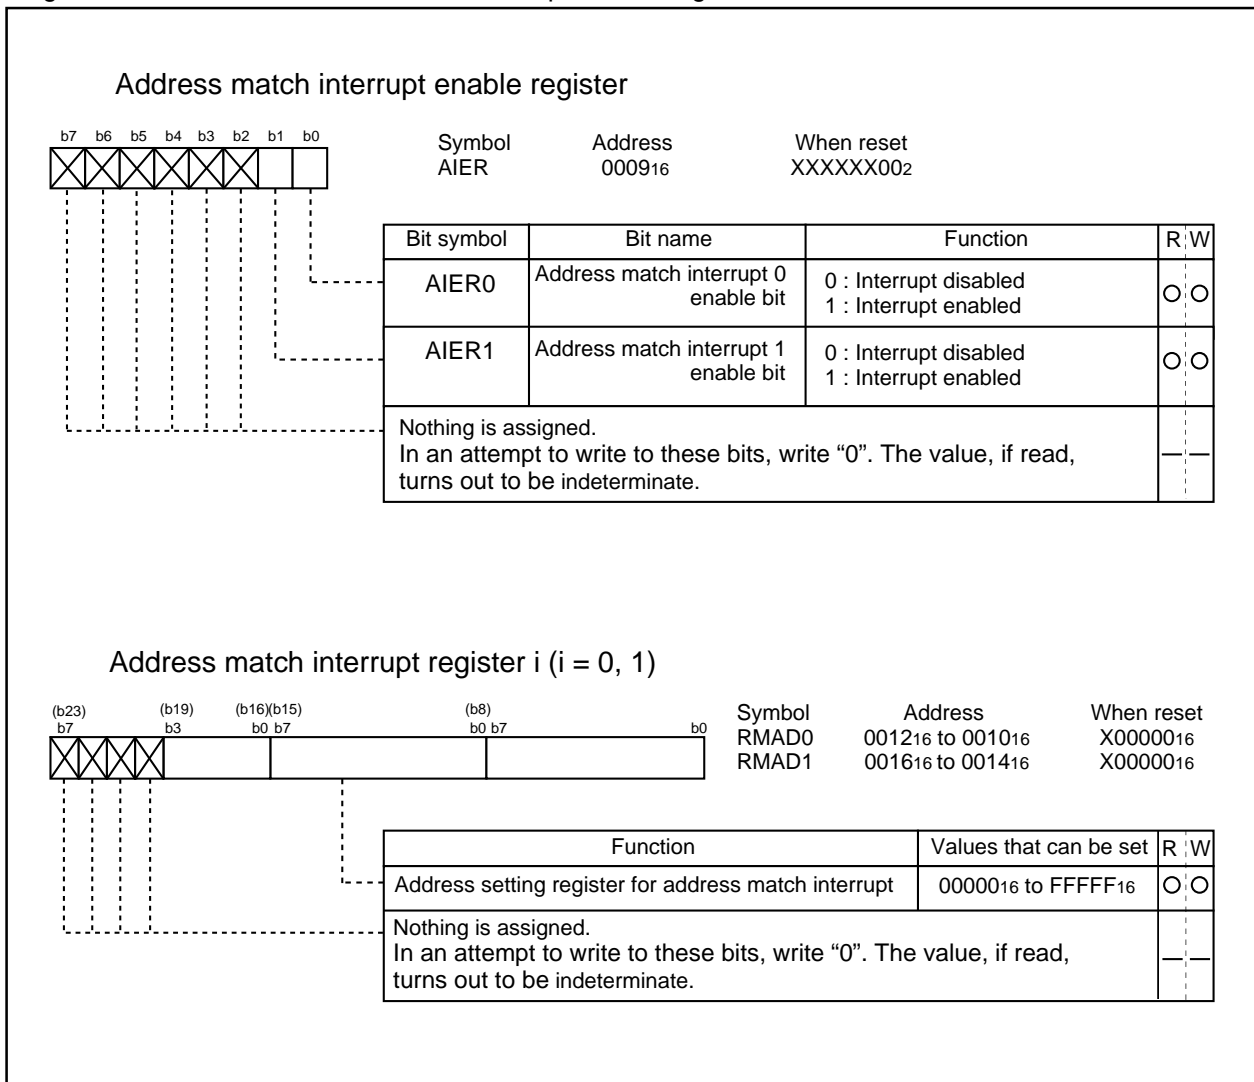 Address match interrupt enable register
b7 b6 b5 b4 b3 b2 b1 b0
Symbol Address When reset
AIER 000916 XXXXXX002
Bit symbol Bit name Function R W
AIER0 Address match interrupt 0 enable bit 0 : Interrupt disabled
1 : Interrupt enabled
AIER1 Address match interrupt 1 enable bit 0 : Interrupt disabled
1 : Interrupt enabled
Nothing is assigned.
In an attempt to write to these bits, write “0”. The value, if read,
turns out to be indeterminate.
Address match interrupt register i (i = 0, 1)
(b23) (b19) (b16)(b15) (b8)
b7 b3 b0 b7 b0 b7 b0
Symbol Address When reset
RMAD0 001216 to 001016 X0000016
RMAD1 001616 to 001416 X0000016
Function Values that can be set R W
Address setting register for address match interrupt 0000016 to FFFFF16
Nothing is assigned.
In an attempt to write to these bits, write “0”. The value, if read,
turns out to be indeterminate.